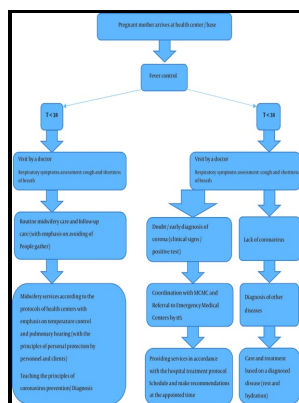 Pregnant mother arrives at health center / base
Fever control
T < 38
T < 38
Visit by a doctor
Respiratory symptoms assessment: cough and shortness
of breath
Visit by a doctor
Respiratory symptoms assessment: cough and shortness
of breath
Routine midwifery care and follow-up
care (with emphasis on avoiding of
People gather)
Doubt / early diagnosis of
corona (clinical signs /
positive test)
Lack of coronavirus
Midwifery services according to the
protocols of health centers with
emphasis on temperature control
and pulmonary hearing (with the
principles of personal protection by
personnel and clients)
Teaching the principles of
coronavirus prevention/ Diagnosis
Coordination with MCMC and
Referral to Emergency Medical
Centers by
Diagnosis of other
diseases
Providing services in accordance
with the hospital treatment protocol
Schedule and make recommendations
at the appointed time
Care and treatment
based on a diagnosed
disease (rest and
hydration)